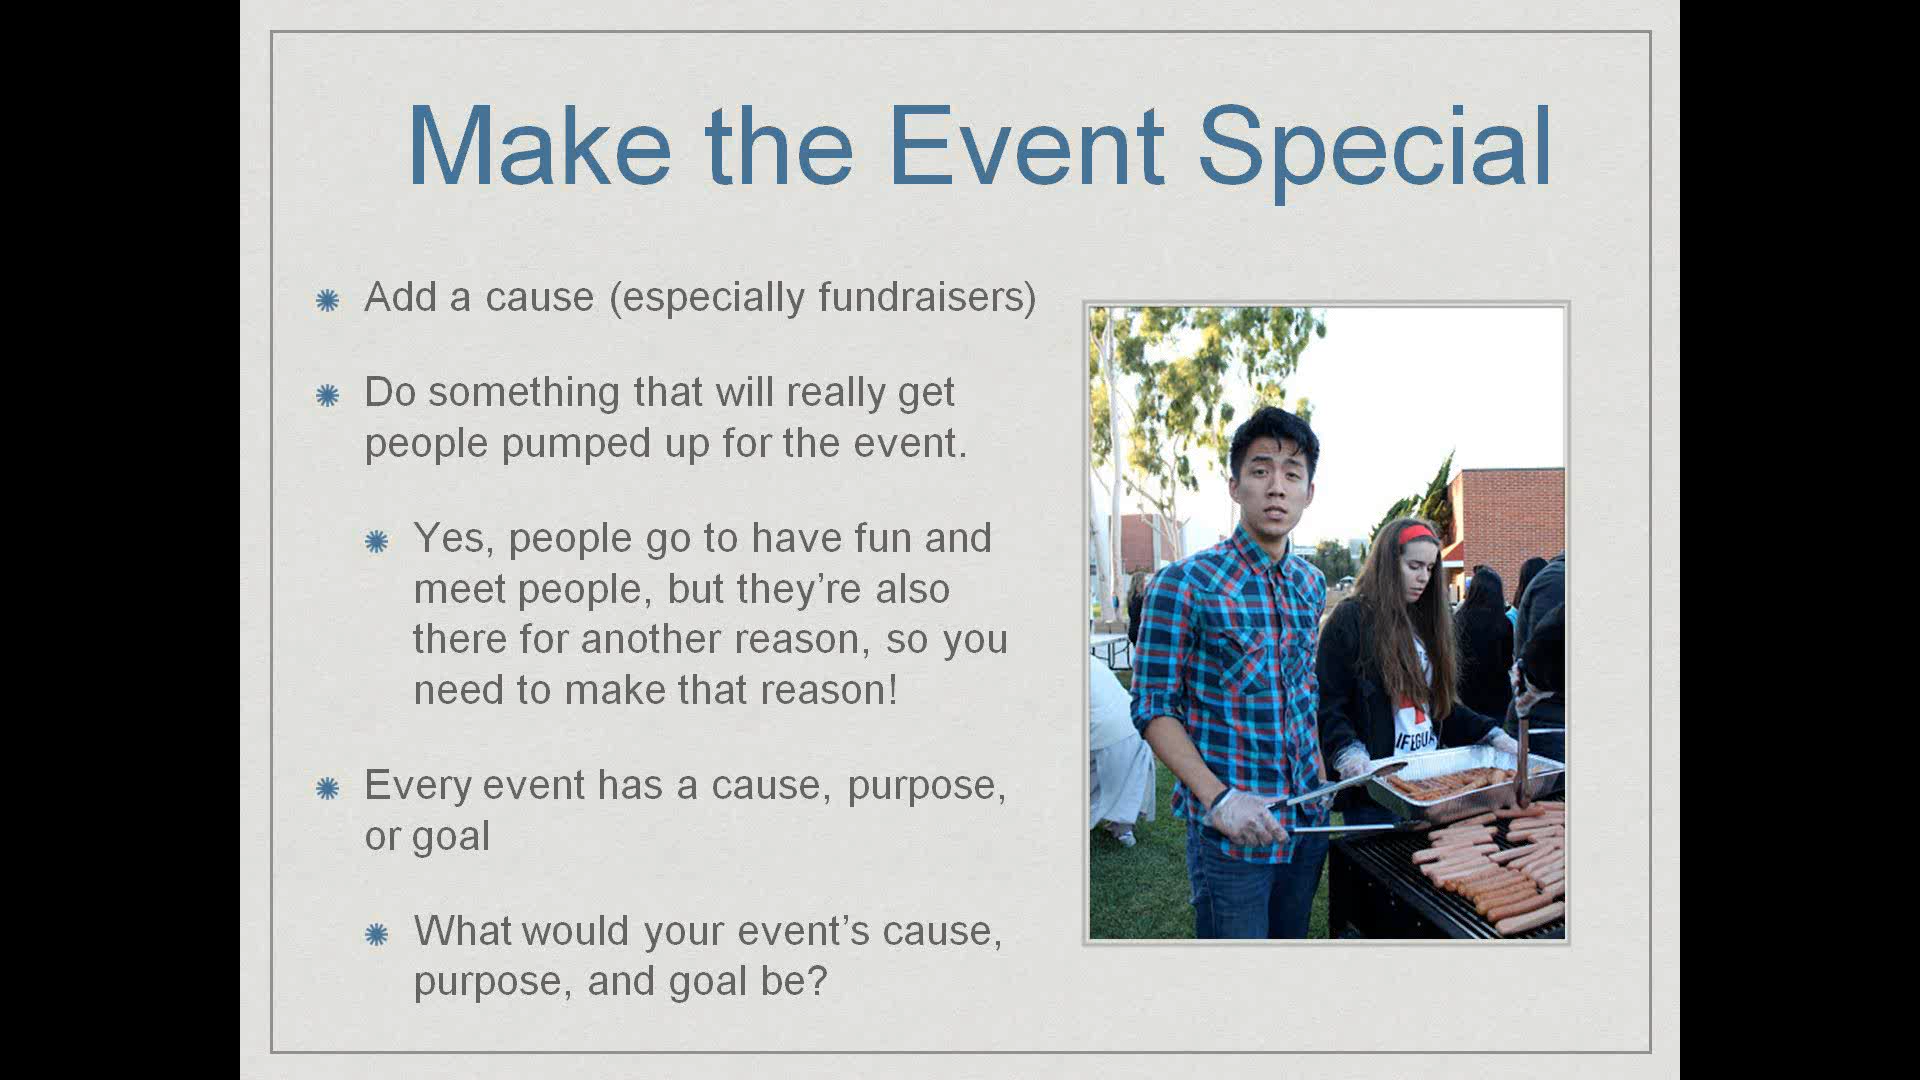 Make the Event Special
Add a cause (especially fundraisers)
Do something that will really get
people pumped up for the event.
Yes, people go to have fun and
meet people, but they’re also
there for another reason, so you
need to make that reason!
Every event has a cause, purpose,
or goal
What would your event’s cause,
purpose, and goal be?
IFEGUA